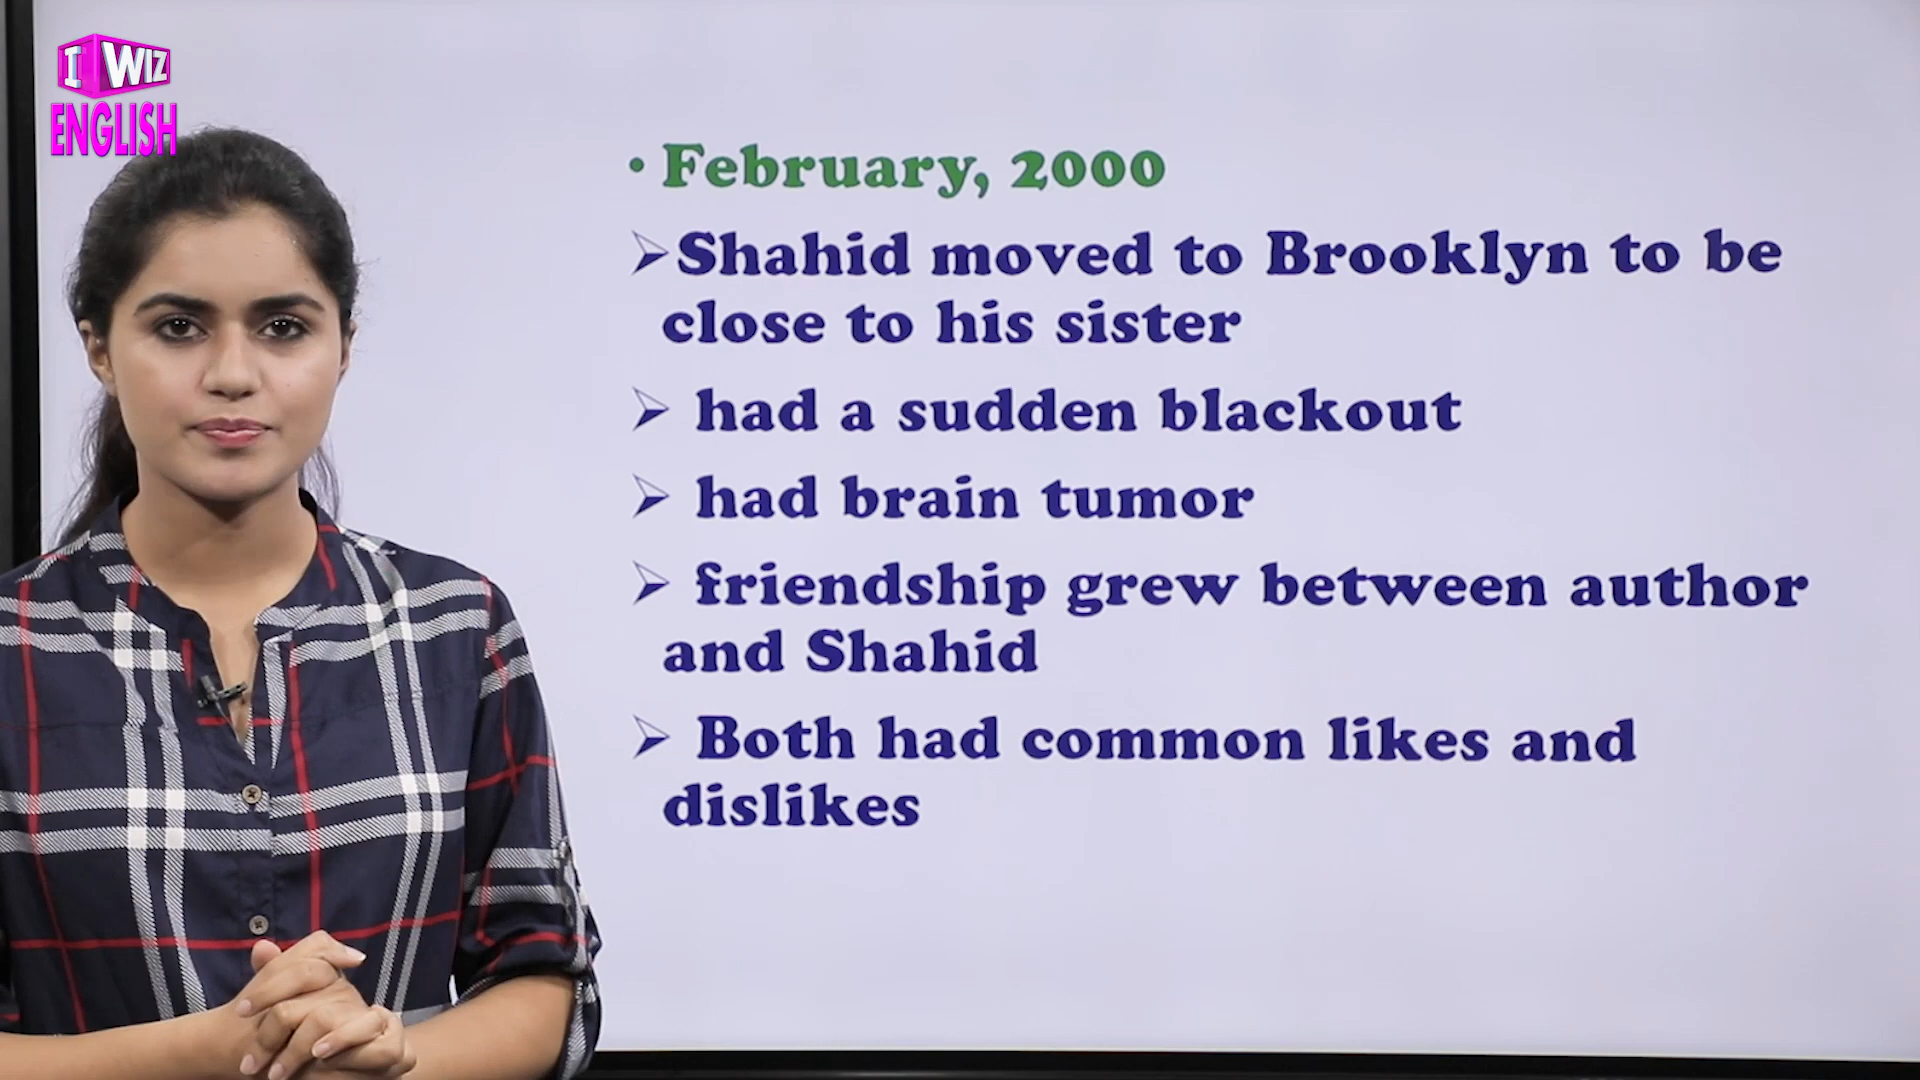 I WIZ
ENGLISH
• February, 2000
➢Shahid moved to Brooklyn to be
close to his sister
➢ had a sudden blackout
➢ had brain tumor
➢ friendship grew between author
and Shahid
➢ Both had common likes and
dislikes